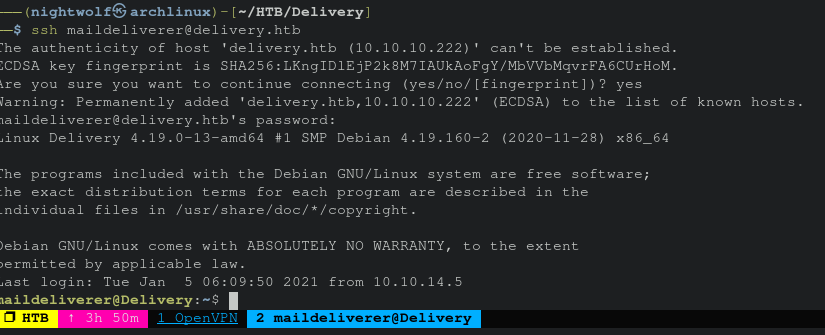 ──(nightwolf㉿archlinux)-[~/HTB/Delivery]
─$ ssh maildeliverer@delivery.htb
The authenticity of host 'delivery.htb (10.10.10.222)' can't be established.
ECDSA key fingerprint is SHA256:LKngIDlEjP2k8M7IAUkAoFgY/MbVVbMqvrFA6CUrHoM.
Are you sure you want to continue connecting (yes/no/[fingerprint])? yes
Warning: Permanently added 'delivery.htb,10.10.10.222' (ECDSA) to the list of known hosts.
maildeliverer@delivery.htb's password:
Linux Delivery 4.19.0-13-amd64 #1 SMP Debian 4.19.160-2 (2020-11-28) x86_64
The programs included with the Debian GNU/Linux system are free software;
the exact distribution terms for each program are described in the
individual files in /usr/share/doc/*/copyright.
Debian GNU/Linux comes with ABSOLUTELY NO WARRANTY, to the extent
permitted by applicable law.
Last login: Tue Jan  5 06:09:50 2021 from 10.10.14.5
maildeliverer@Delivery:~$
HTB ↑ 3h 50m 1 OpenVPN 2 maildeliverer@Delivery